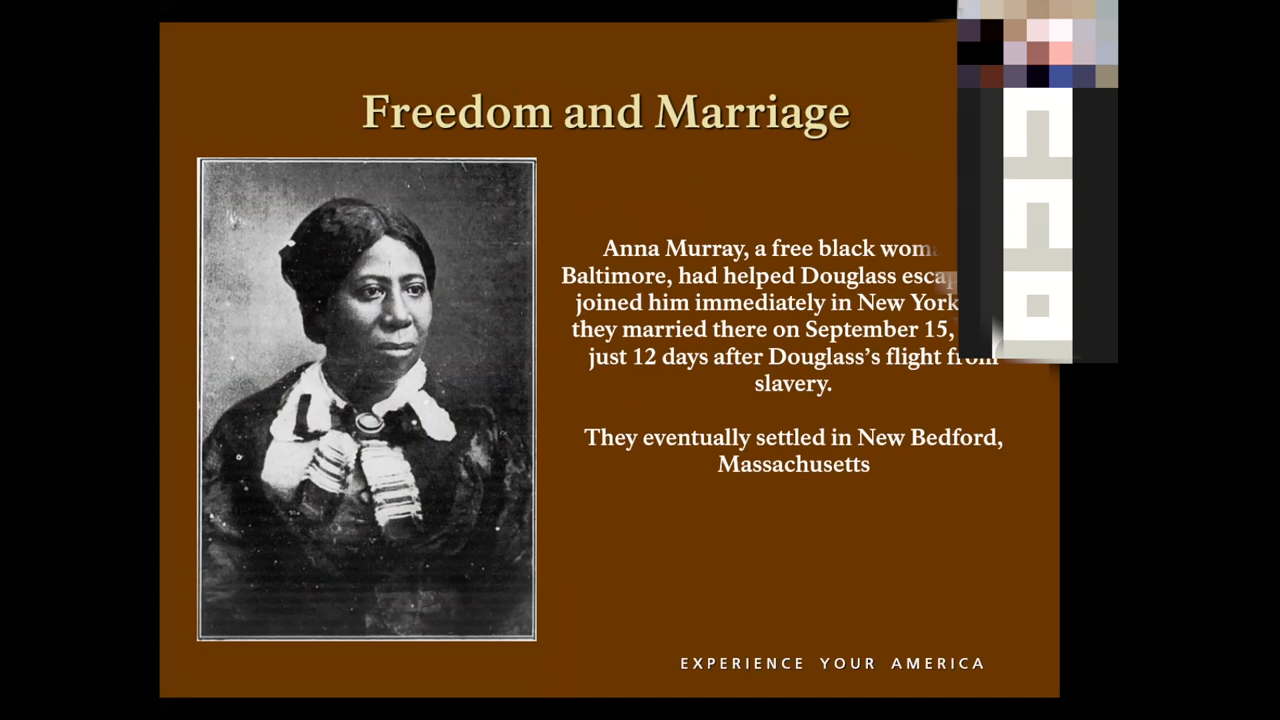 Freedom and Marriage
Anna Murray, a free black
Baltimore, had helped Douglass
joined him immediately in New York
they married there on September 15,
just 12 days after Douglass's flight from
slavery.
They eventually settled in New Bedford,
Massachusetts
EXPERIENCE YOUR AMERICA